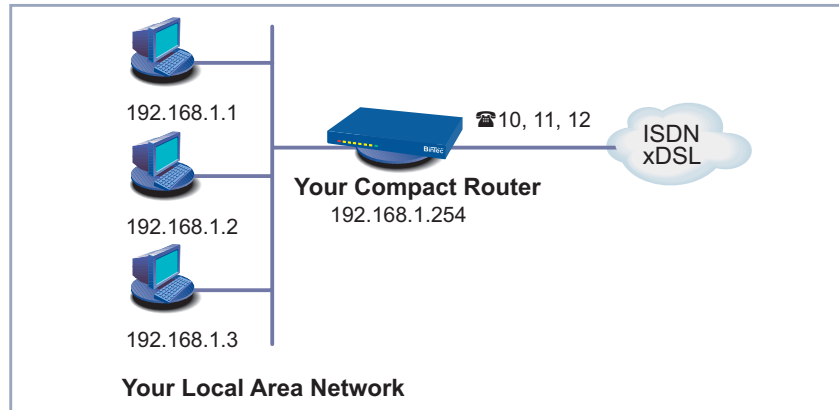 192.168.1.1
☎10, 11, 12
ISDN
xDSL
BinTec
Your Compact Router
192.168.1.254
192.168.1.2
192.168.1.3
Your Local Area Network